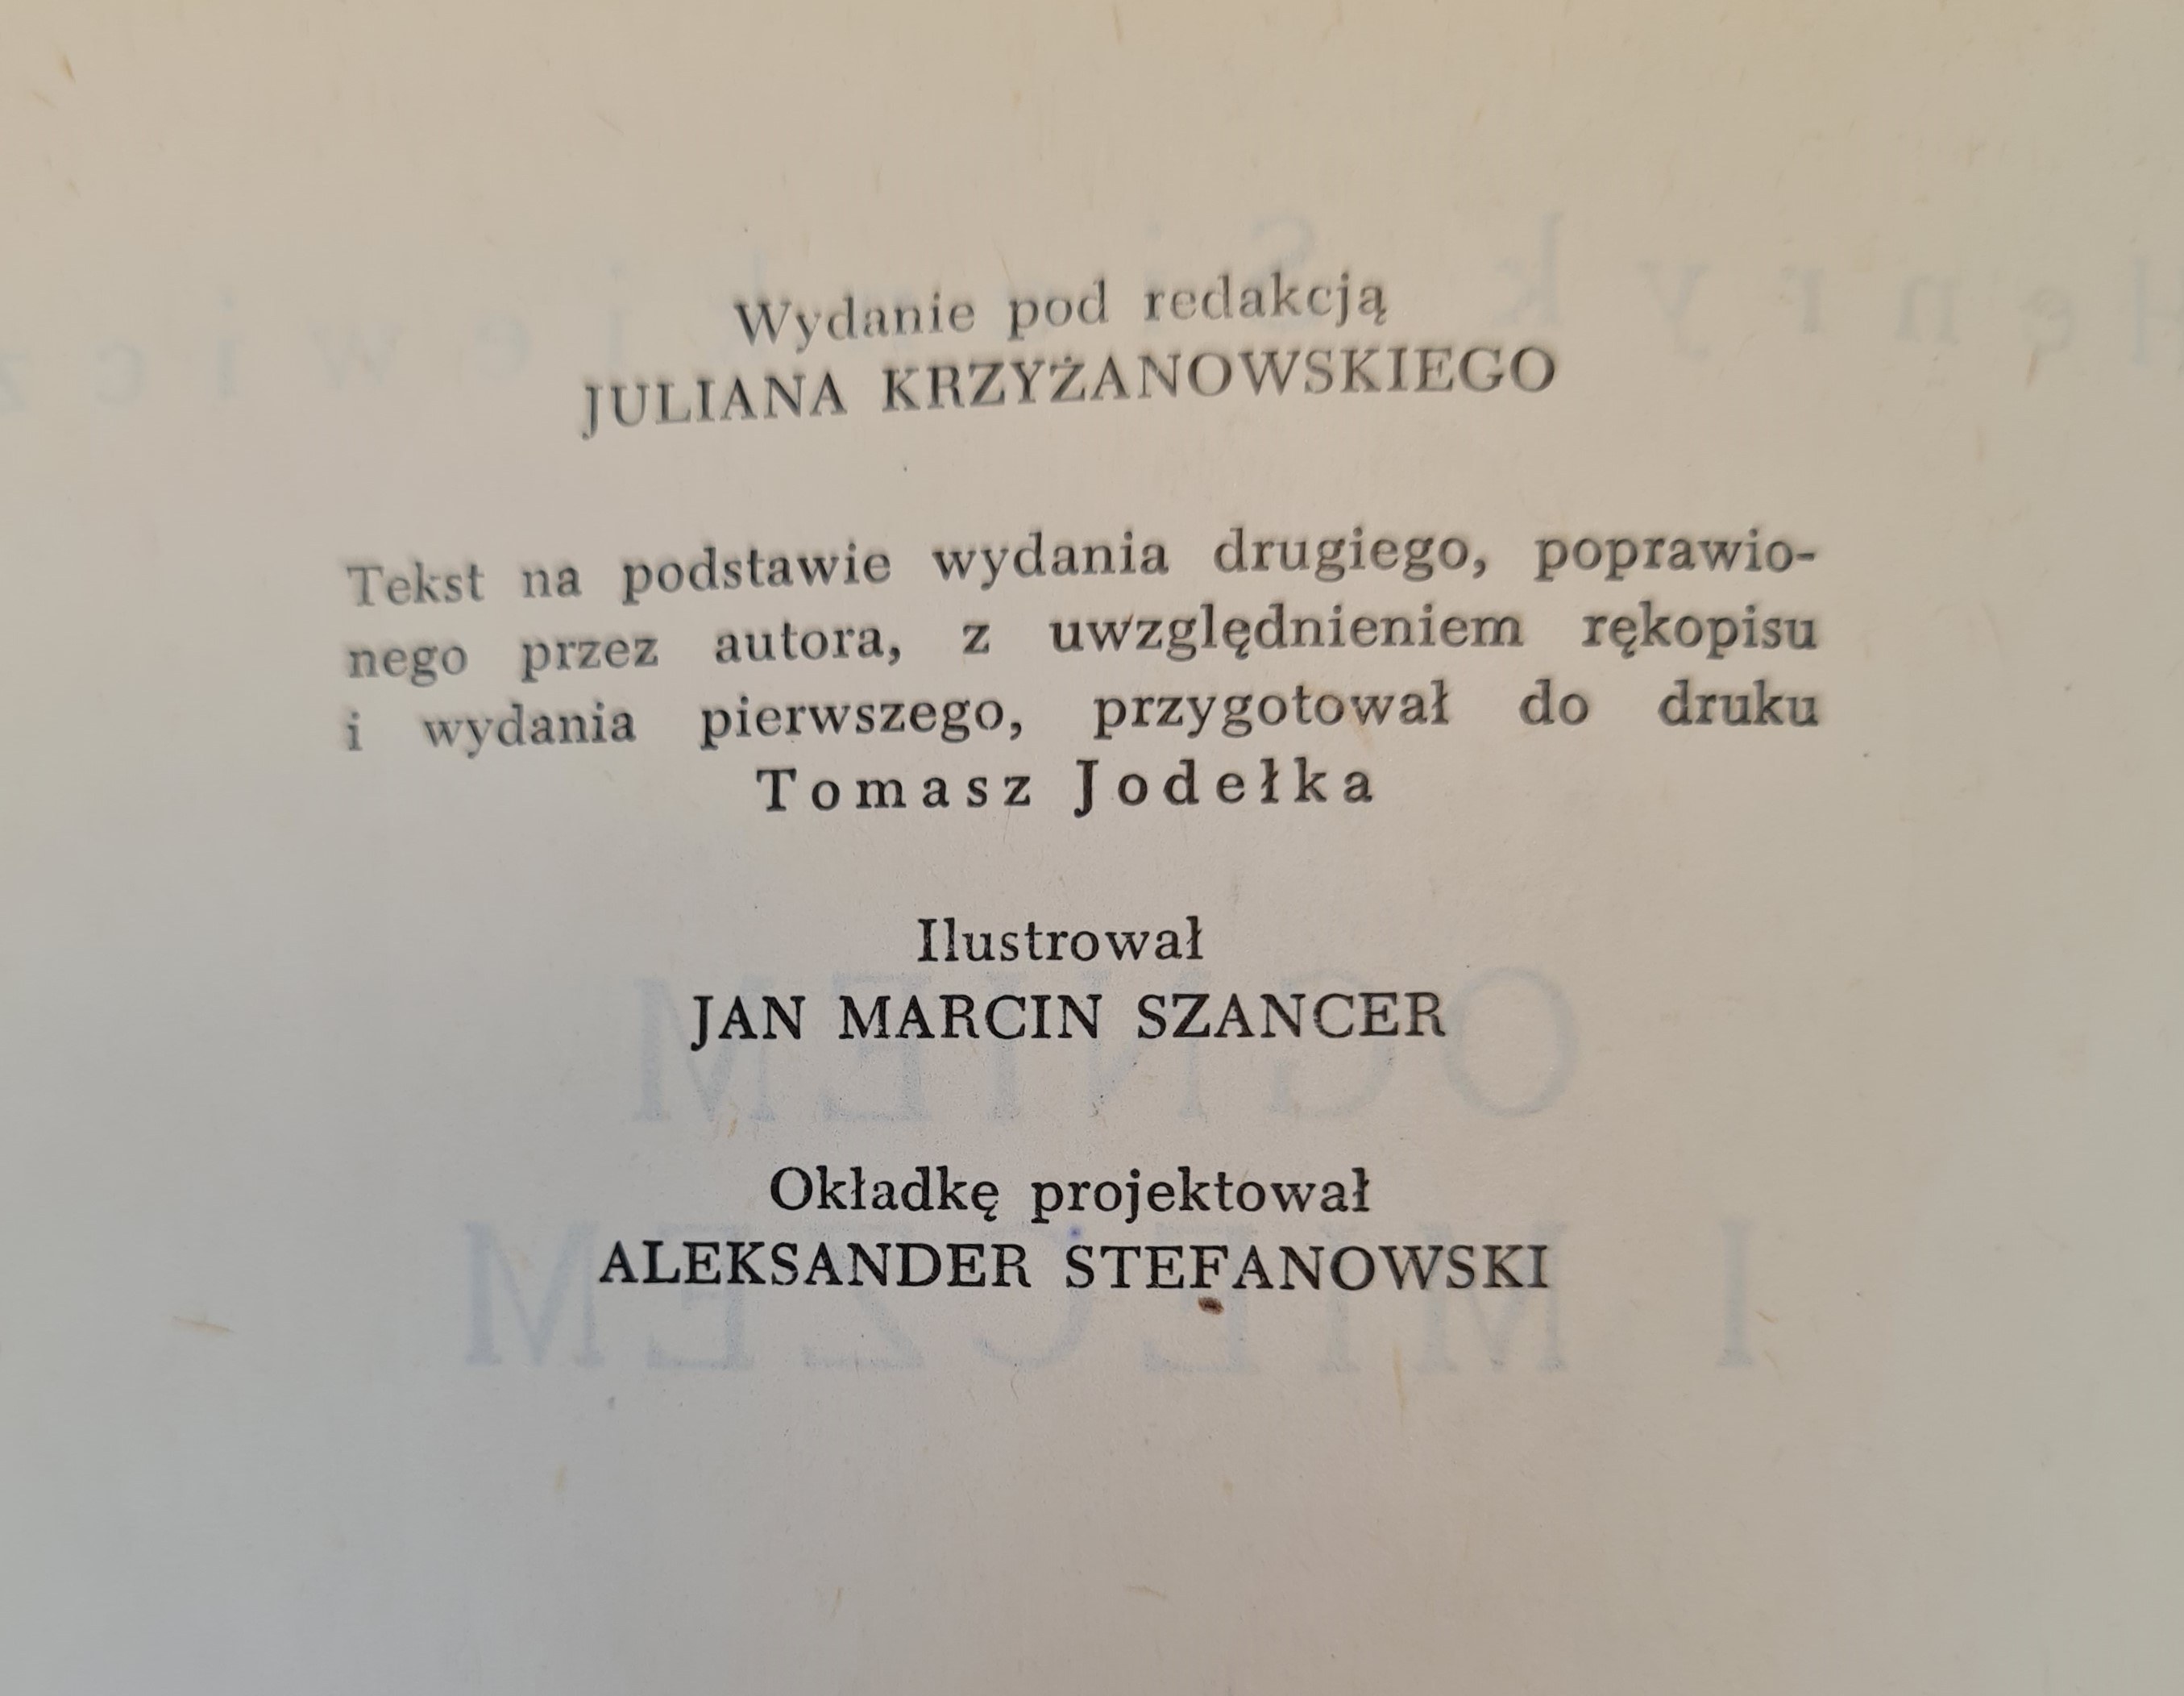 Wydanie pod redakcją
JULIANA KRZYŻANOWSKIEGO
Tekst na podstawie wydania drugiego, poprawio-
nego przez autora, z uwzględnieniem rękopisu
i wydania pierwszego, przygotował do druku
Tomasz Jodełka
Ilustrował
JAN MARCIN SZANCER
Okładkę projektował
ALEKSANDER STEFANOWSKI